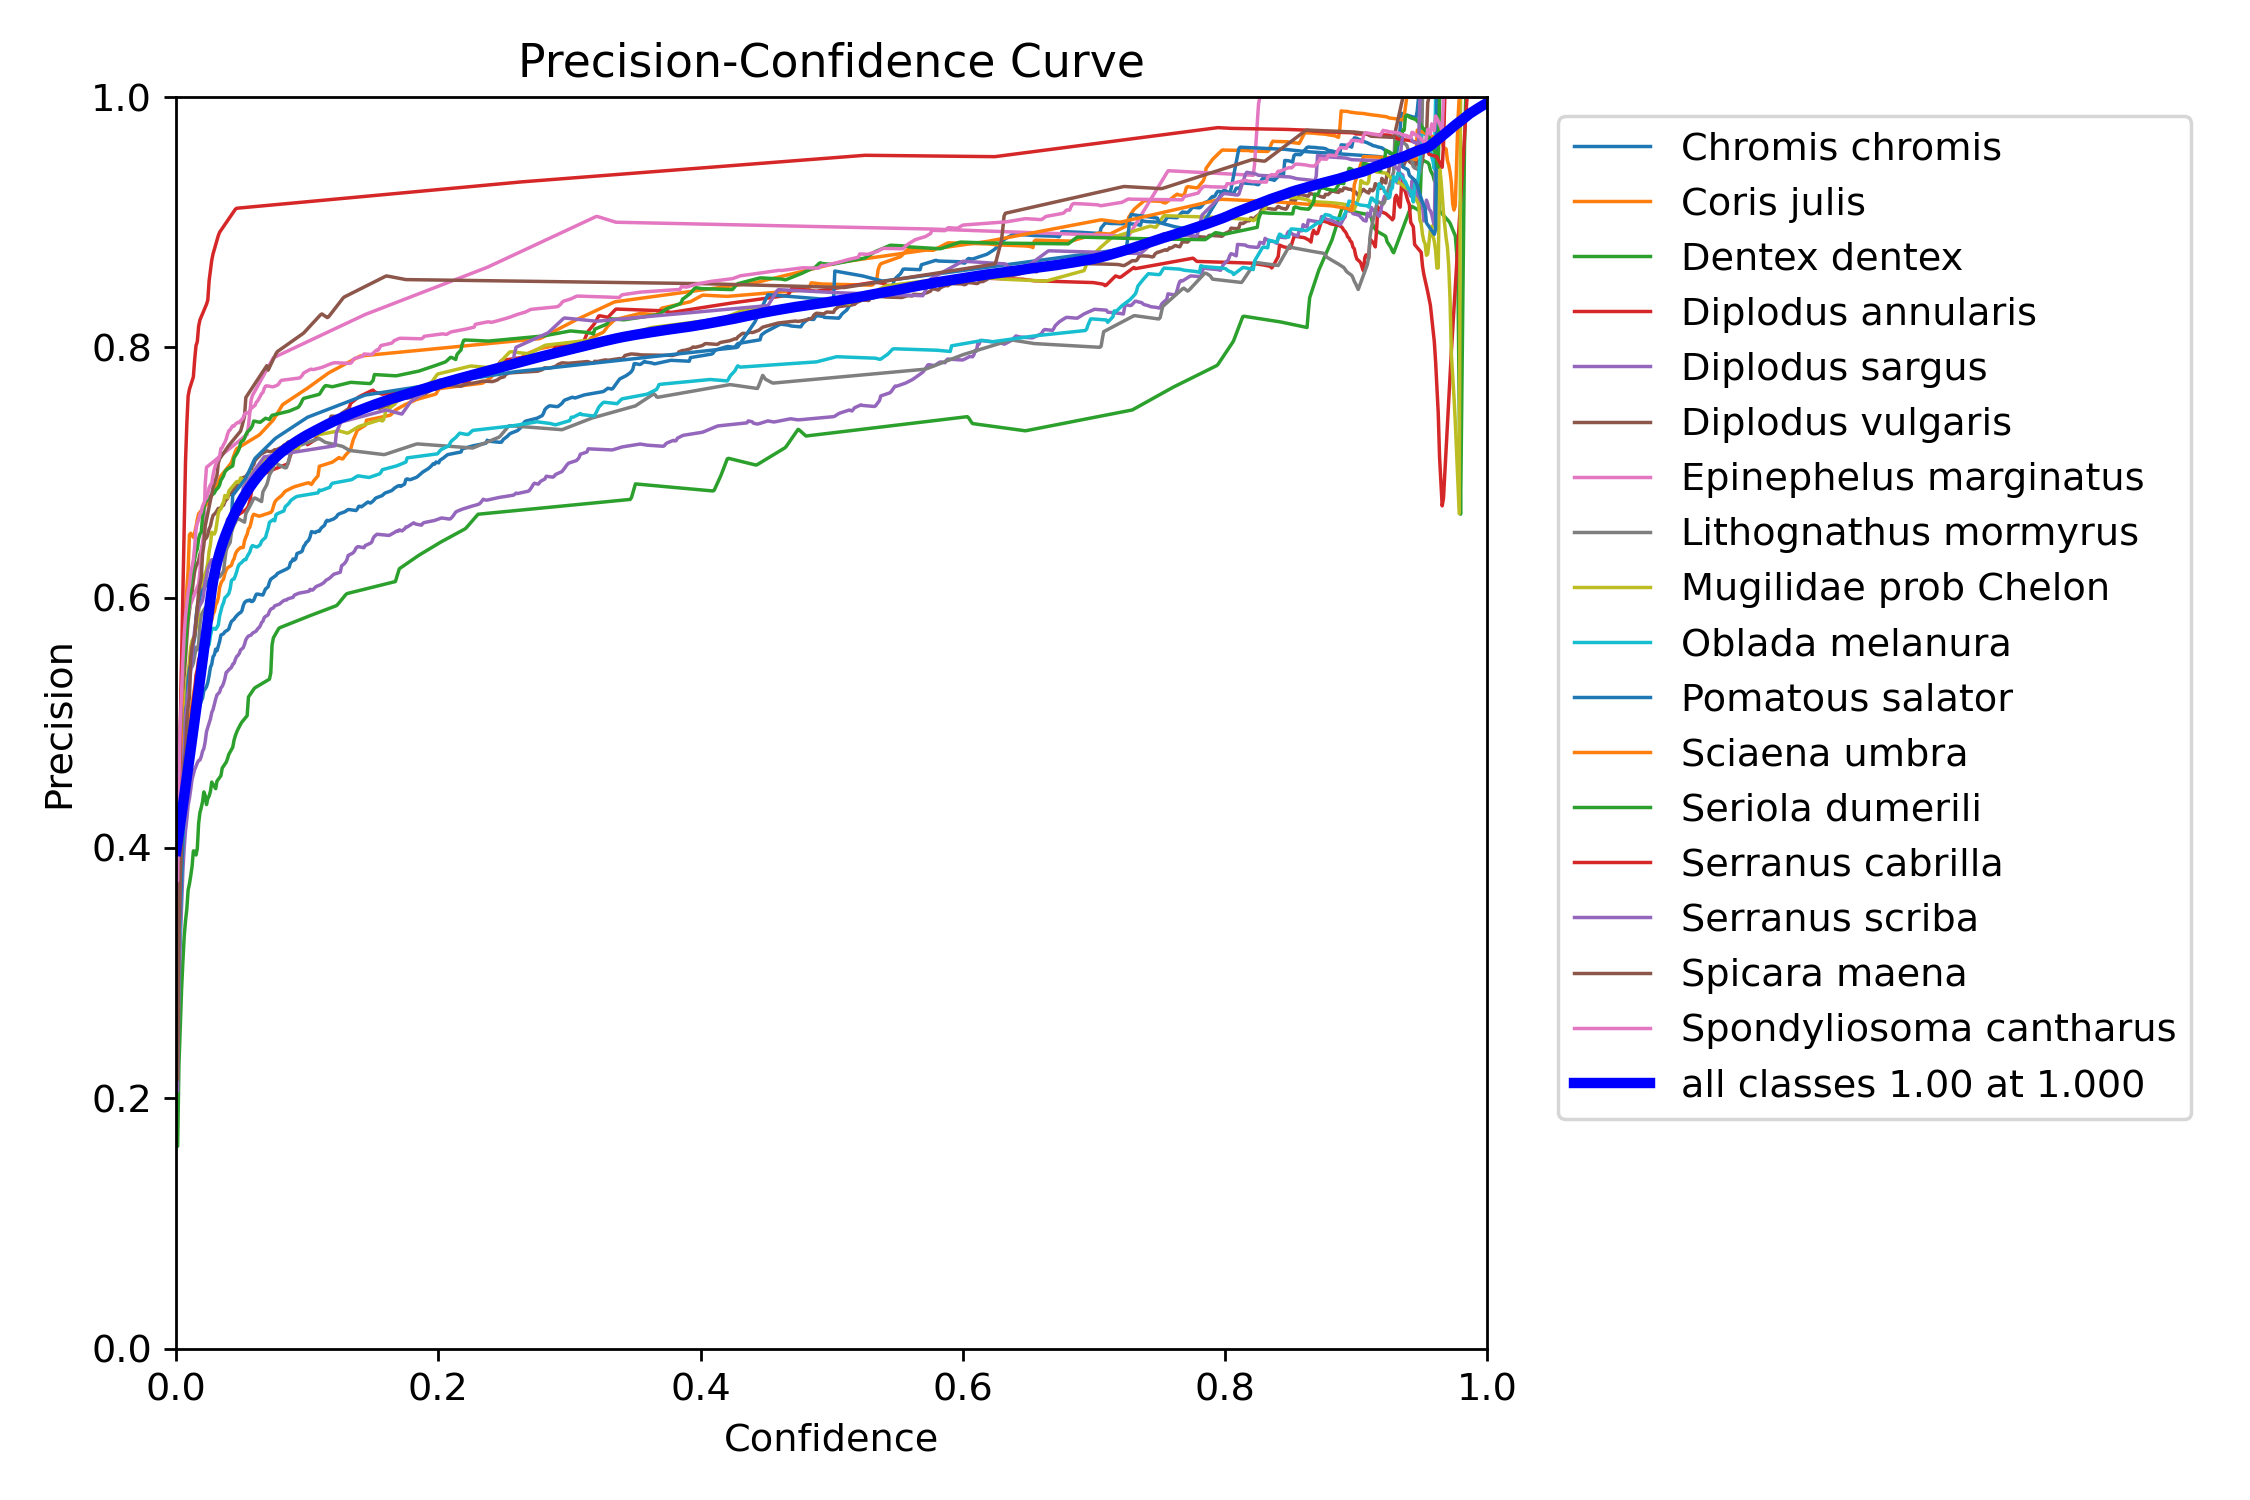 Precision-Confidence Curve
1.0
0.8
0.6
0.4
0.2
0.0
Precision
0.0 0.2 0.4 0.6 0.8 1.0
Confidence
Chromis chromis
Coris julis
Dentex dentex
Diplodus annularis
Diplodus sargus
Diplodus vulgaris
Epinephelus marginatus
Lithognathus mormyrus
Mugilidae prob Chelon
Oblada melanura
Pomatous salator
Sciaena umbra
Seriola dumerili
Serranus cabrilla
Serranus scriba
Spicara maena
Spondyliosoma cantharus
all classes 1.00 at 1.000